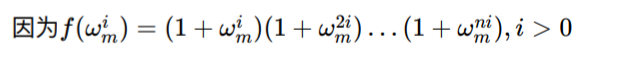 因为f(ω_m^i) = (1 + ω_m^i)(1 + ω_m^{2i}) … (1 + ω_m^{ni}), i > 0